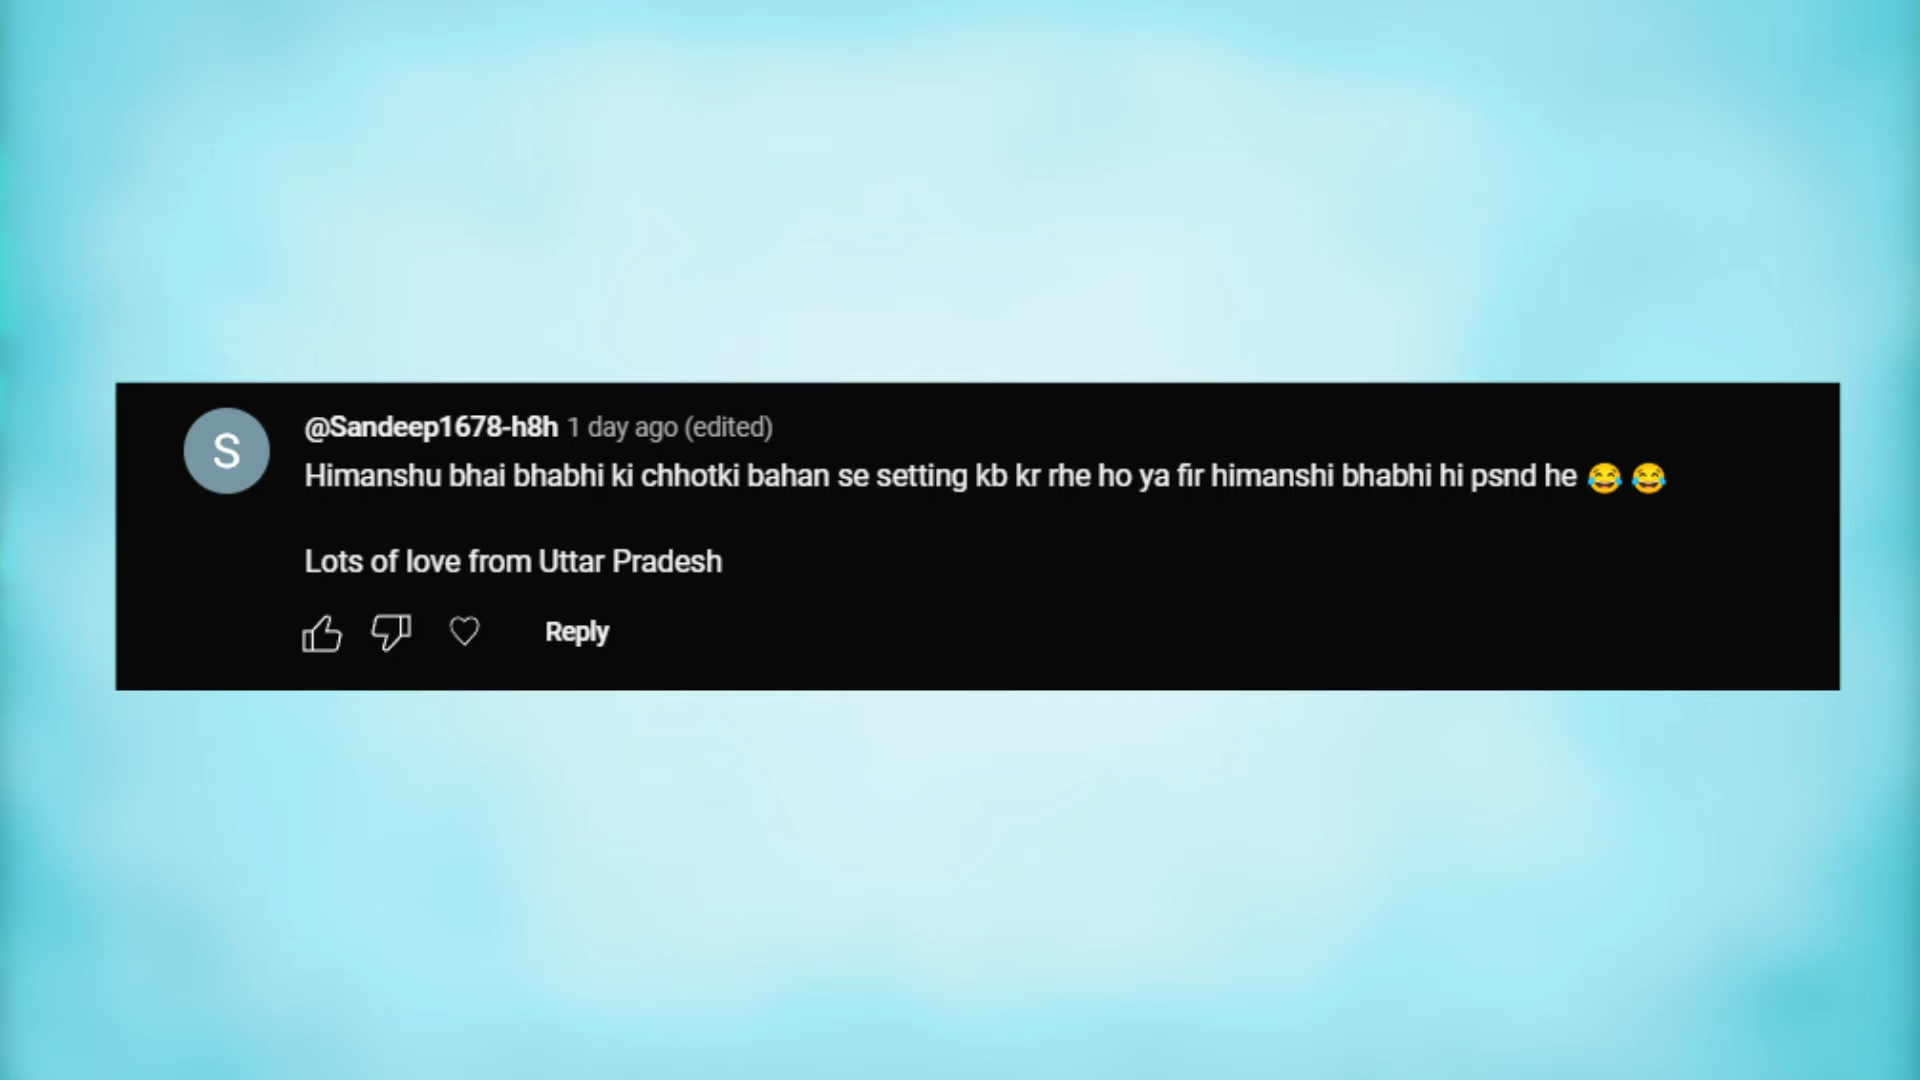 S
@Sandeep1678-h8h 1 day ago (edited)
Himanshu bhai bhabhi ki chhotki bahan se setting kb kr rhe ho ya fir himanshi bhabhi hi psnd he 😂 😂
Lots of love from Uttar Pradesh
Reply